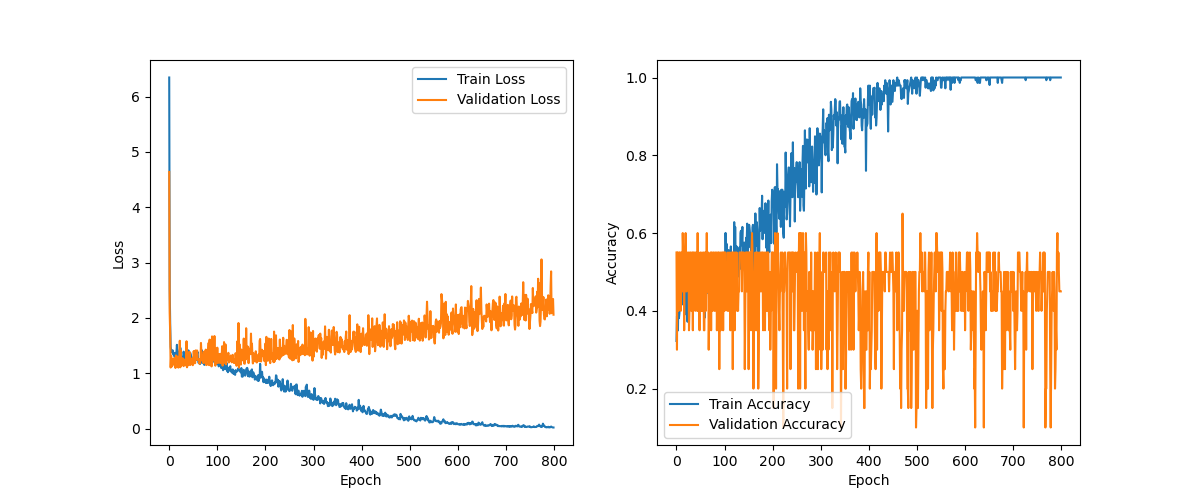 Train Loss
Validation Loss
6
5
4
3
2
1
0
Loss
0 100 200 300 400 500 600 700 800
Epoch
1.0
0.8
0.6
0.4
0.2
Accuracy
Train Accuracy
Validation Accuracy
0 100 200 300 400 500 600 700 800
Epoch